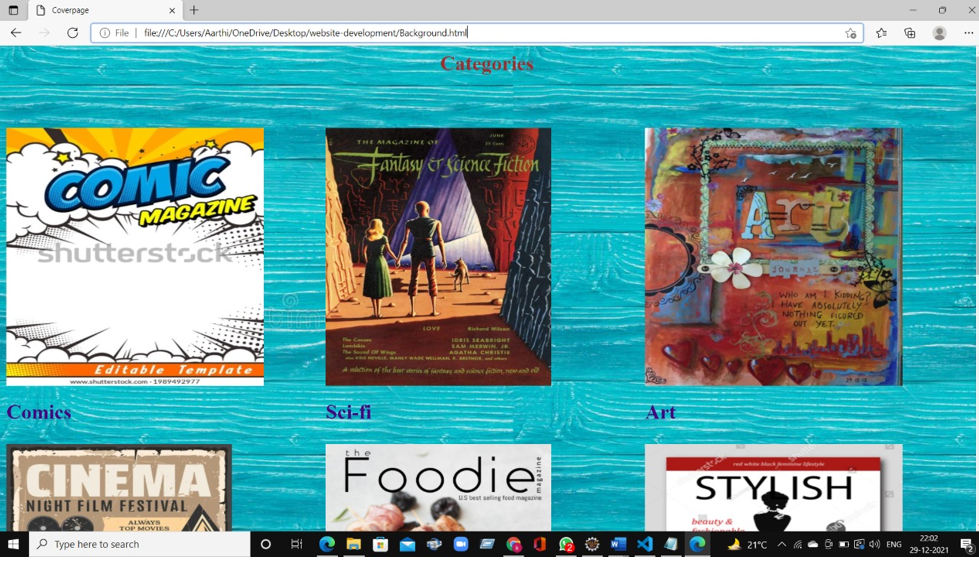 Coverpage
File | file:///C:/Users/Aarthi/OneDrive/Desktop/website-development/Background.html
Categories
COMIC
MAGAZINE
shutterstock
Editable Template
www.shutterstock.com · 1989492977
THE MAGAZINE OF
JUNE
35 Cents
Fantasy & Science Fiction
LOVE Richard Wilson
The Causes IDRIS SEABRIGHT
SAM MERWIN, JR.
The Sound Of Wings AGATHA CHRISTIE
A selection of the best stories of fantasy and science fiction, new and old
Art
JOURNAL
WHO AM I KIDDING?
I HAVE ABSOLUTELY
NOTHING FIGURED
OUT YET.
Comics
Sci-fi
Art
CINEMA
NIGHT FILM FESTIVAL
ALWAYS
TOP MOVIES
the
Foodie
magazine
U.S best selling food magazine
red white black feminine lifestyle
STYLISH
beauty &
fashionable
Type here to search
2
21°C
ENG
22:02
29-12-2021
2